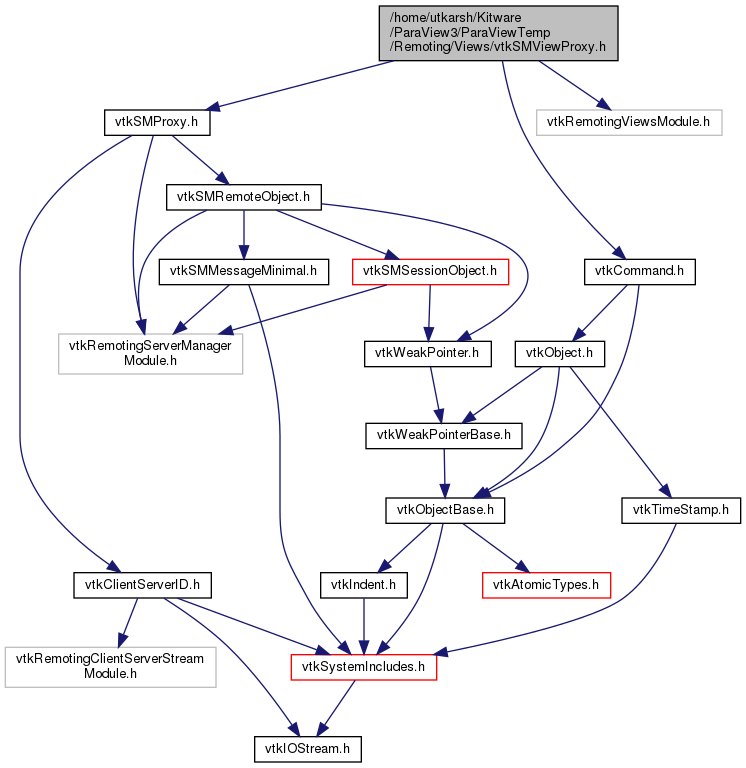 /home/utkarsh/Kitware
/ParaView3/ParaViewTemp
/Remoting/Views/vtkSMViewProxy.h
vtkSMProxy.h
vtkRemotingViewsModule.h
vtkSMRemoteObject.h
vtkSMMessageMinimal.h
vtkSMSessionObject.h
vtkCommand.h
vtkRemotingServerManager
Module.h
vtkWeakPointer.h
vtkObject.h
vtkWeakPointerBase.h
vtkObjectBase.h
vtkTimeStamp.h
vtkClientServerID.h
vtkIndent.h
vtkAtomicTypes.h
vtkRemotingClientServerStream
Module.h
vtkSystemIncludes.h
vtkIOStream.h